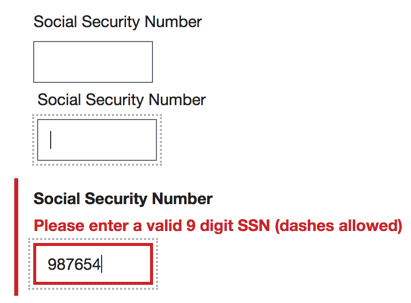 Social Security Number
Social Security Number
Social Security Number
Please enter a valid 9 digit SSN (dashes allowed)
987654